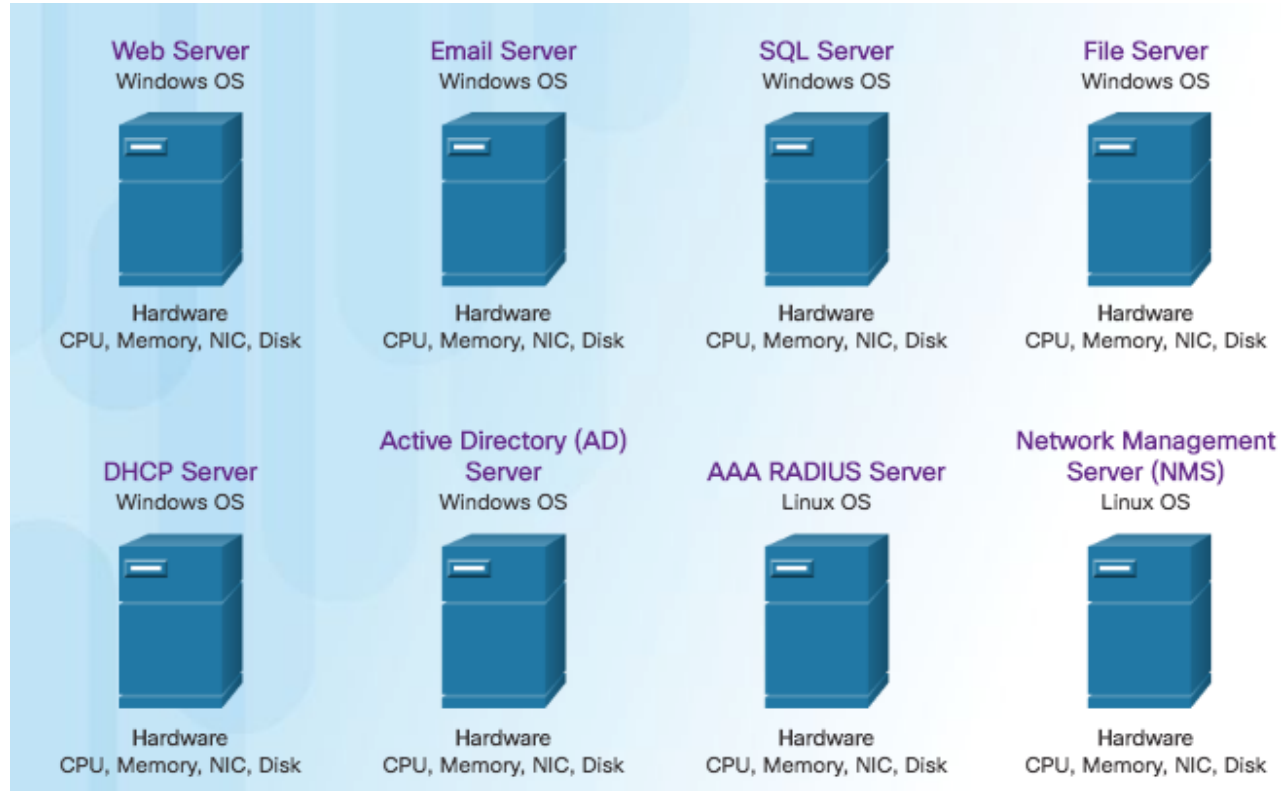 Web Server
Windows OS
Hardware
CPU, Memory, NIC, Disk
Email Server
Windows OS
Hardware
CPU, Memory, NIC, Disk
SQL Server
Windows OS
Hardware
CPU, Memory, NIC, Disk
File Server
Windows OS
Hardware
CPU, Memory, NIC, Disk
DHCP Server
Windows OS
Hardware
CPU, Memory, NIC, Disk
Active Directory (AD)
Server
Windows OS
Hardware
CPU, Memory, NIC, Disk
AAA RADIUS Server
Linux OS
Hardware
CPU, Memory, NIC, Disk
Network Management
Server (NMS)
Linux OS
Hardware
CPU, Memory, NIC, Disk